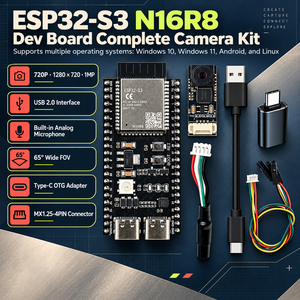 ESP32-S3 N16R8
Dev Board Complete Camera Kit
Supports multiple operating systems: Windows 10, Windows 11, Android, and Linux
CREATE
CAPTURE
CONNECT
EXPLORE
720P · 1280 × 720 · 1MP
USB 2.0 Interface
Built-in Analog
Microphone
65°
65° Wide FOV
Type-C OTG Adapter
MX1.25-4PIN Connector
ESP32-S3